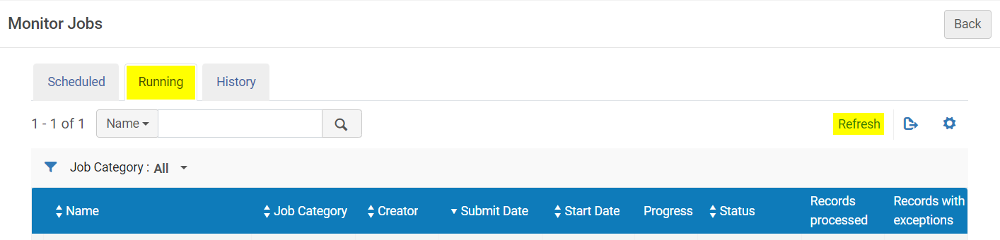 Monitor Jobs
Back
Scheduled
Running
History
1 - 1 of 1
Name
Refresh
Job Category : All
Name
Job Category
Creator
Submit Date
Start Date
Progress
Status
Records
processed
Records with
exceptions